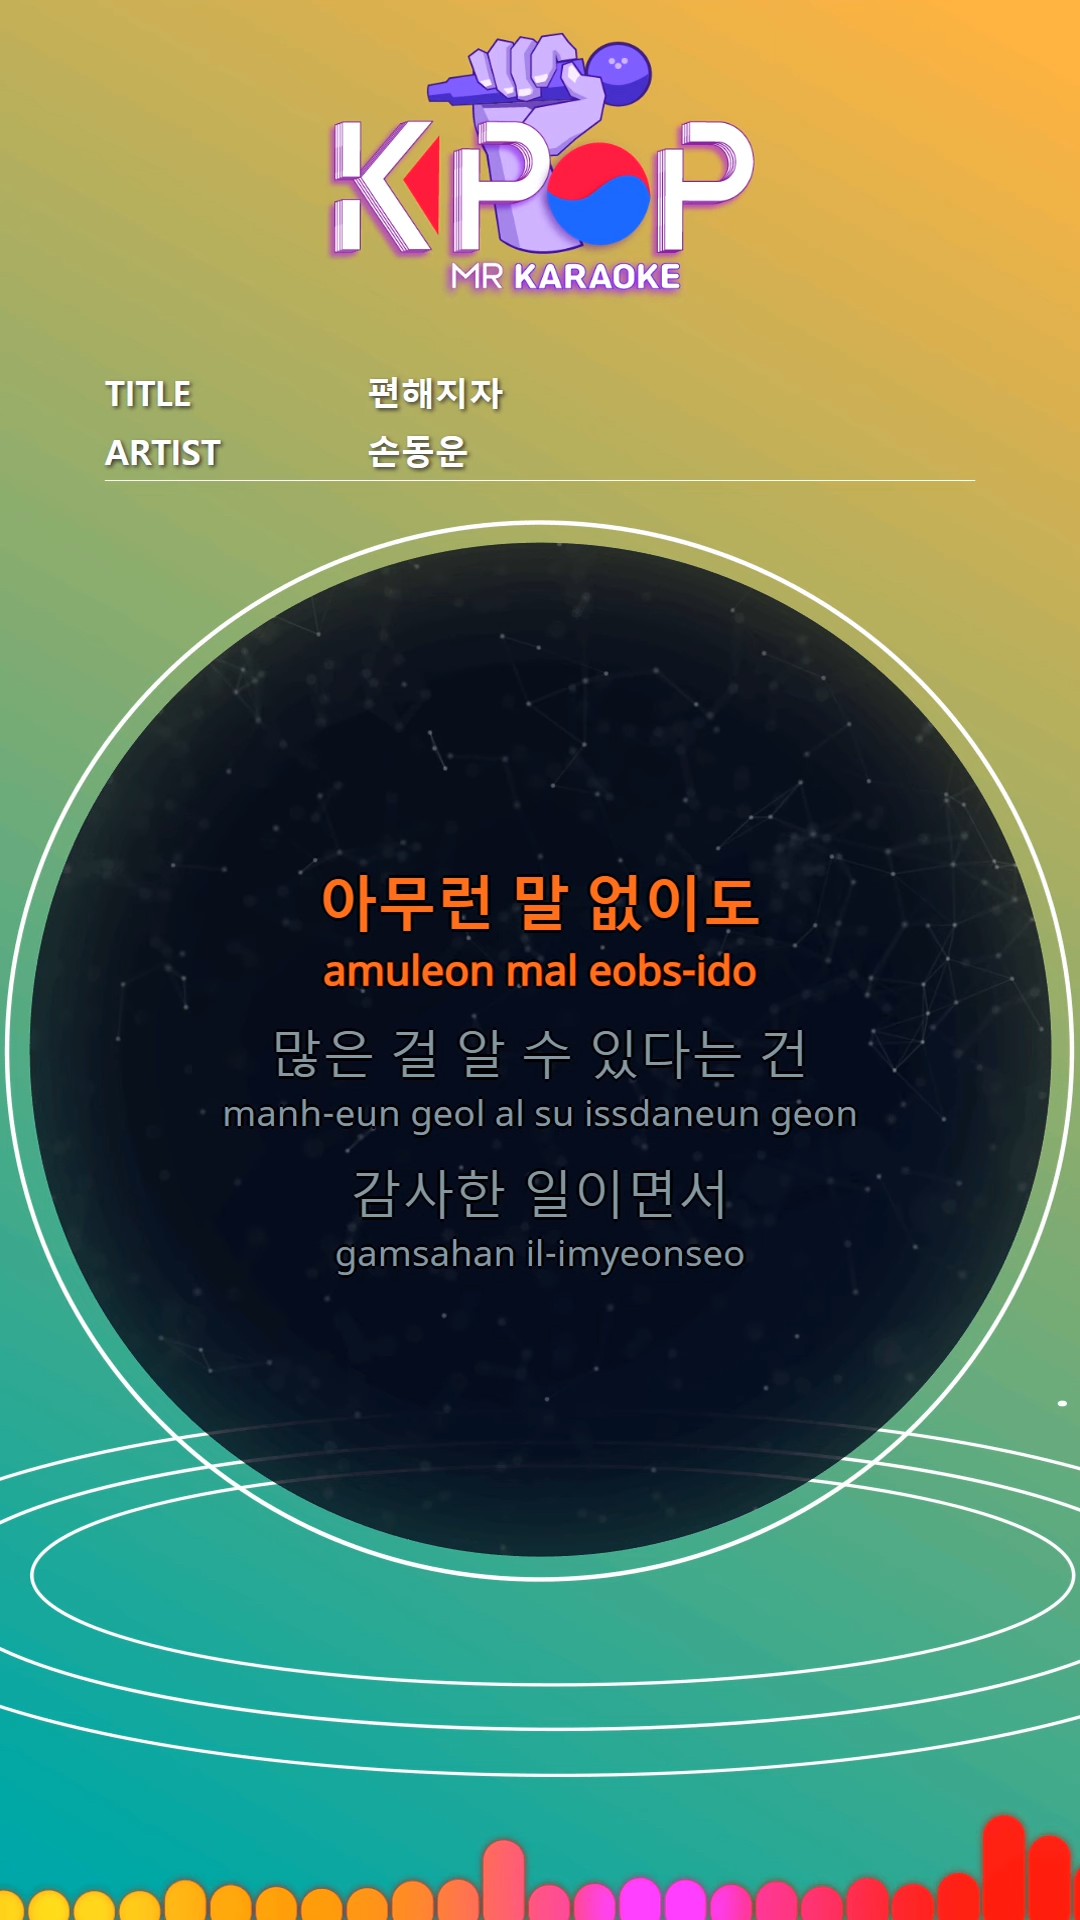 KPOP
MR KARAOKE
TITLE 편해지자
ARTIST 손동운
아무런 말 없이도
amuleon mal eobs-ido
많은 걸 알 수 있다는 건
manh-eun geol al su issdaneun geon
감사한 일이면서
gamsahan il-imyeonseo